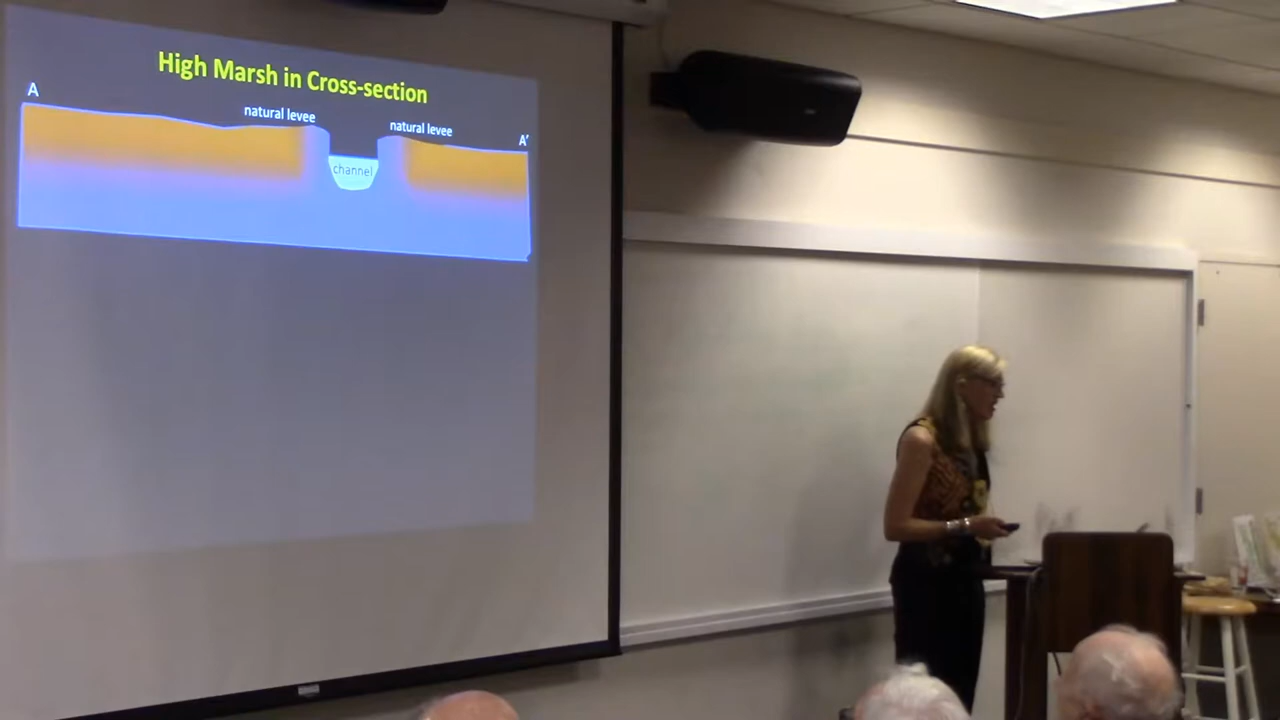 High Marsh in Cross-section
A
natural levee
natural levee
A'
channel